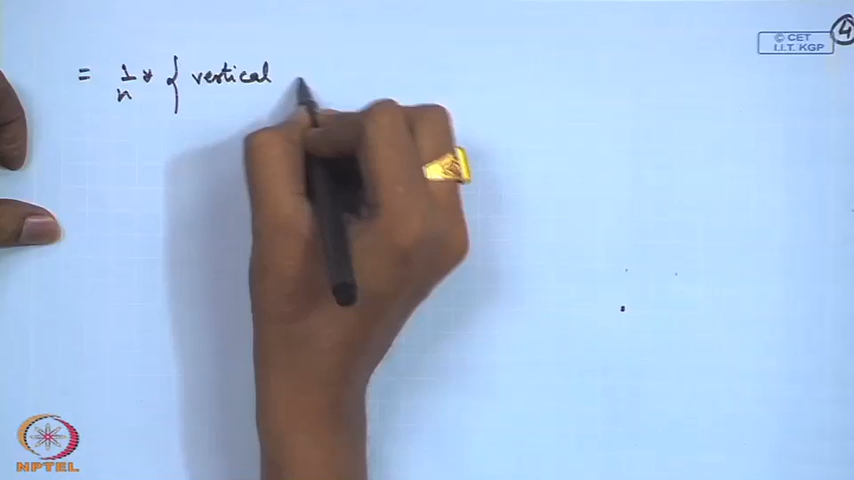 © CET
I.I.T. KGP
4
= 1/n * { vertical
NPTEL